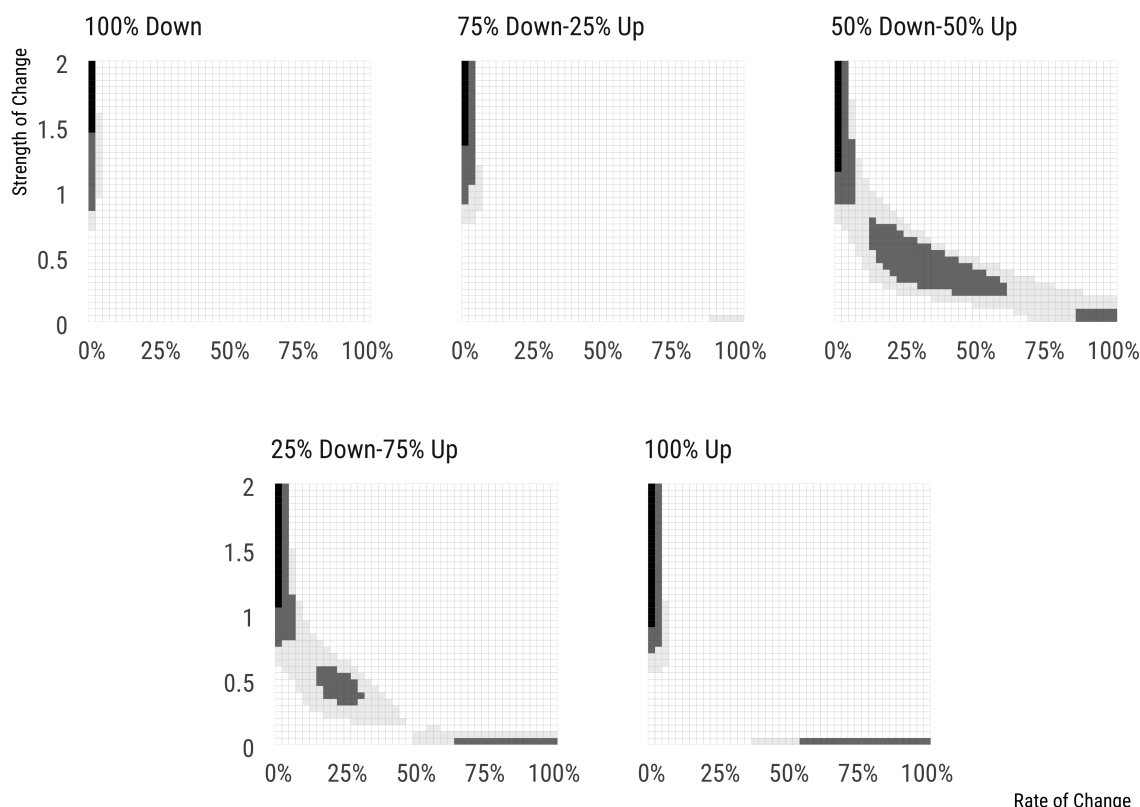 100% Down
75% Down-25% Up
50% Down-50% Up
Strength of Change
2
1.5
1
0.5
0
0% 25% 50% 75% 100%
0% 25% 50% 75% 100%
0% 25% 50% 75% 100%
25% Down-75% Up
100% Up
2
1.5
1
0.5
0
0% 25% 50% 75% 100%
0% 25% 50% 75% 100%
Rate of Change